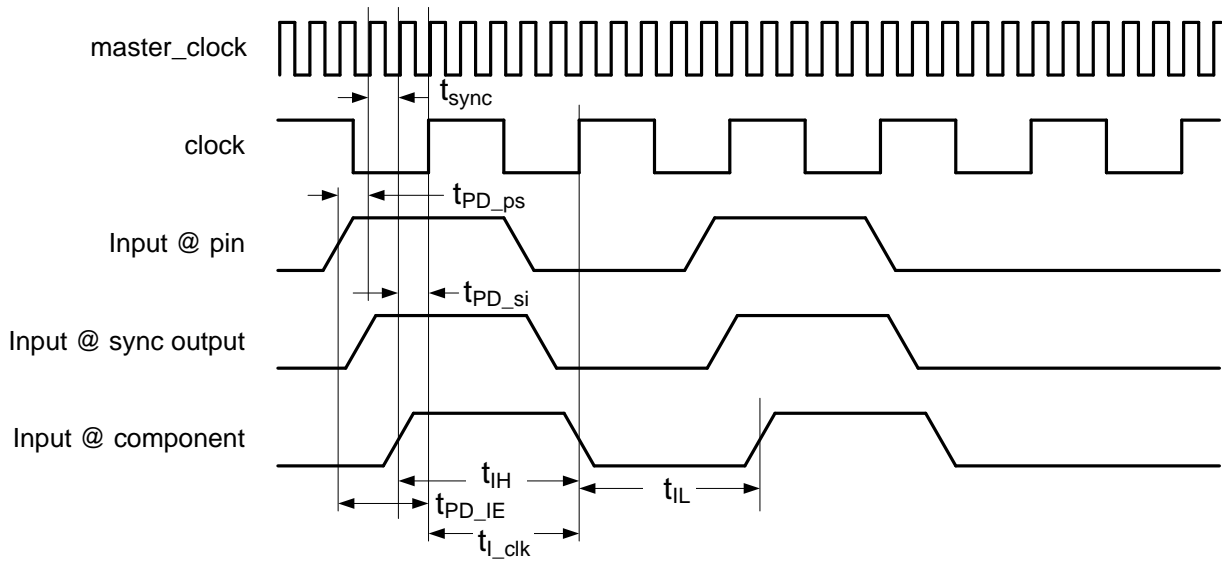 master_clock
t_sync
clock
t_PD_ps
Input @ pin
t_PD_si
Input @ sync output
Input @ component
t_IH
t_IL
t_PD_IE
t_I_clk